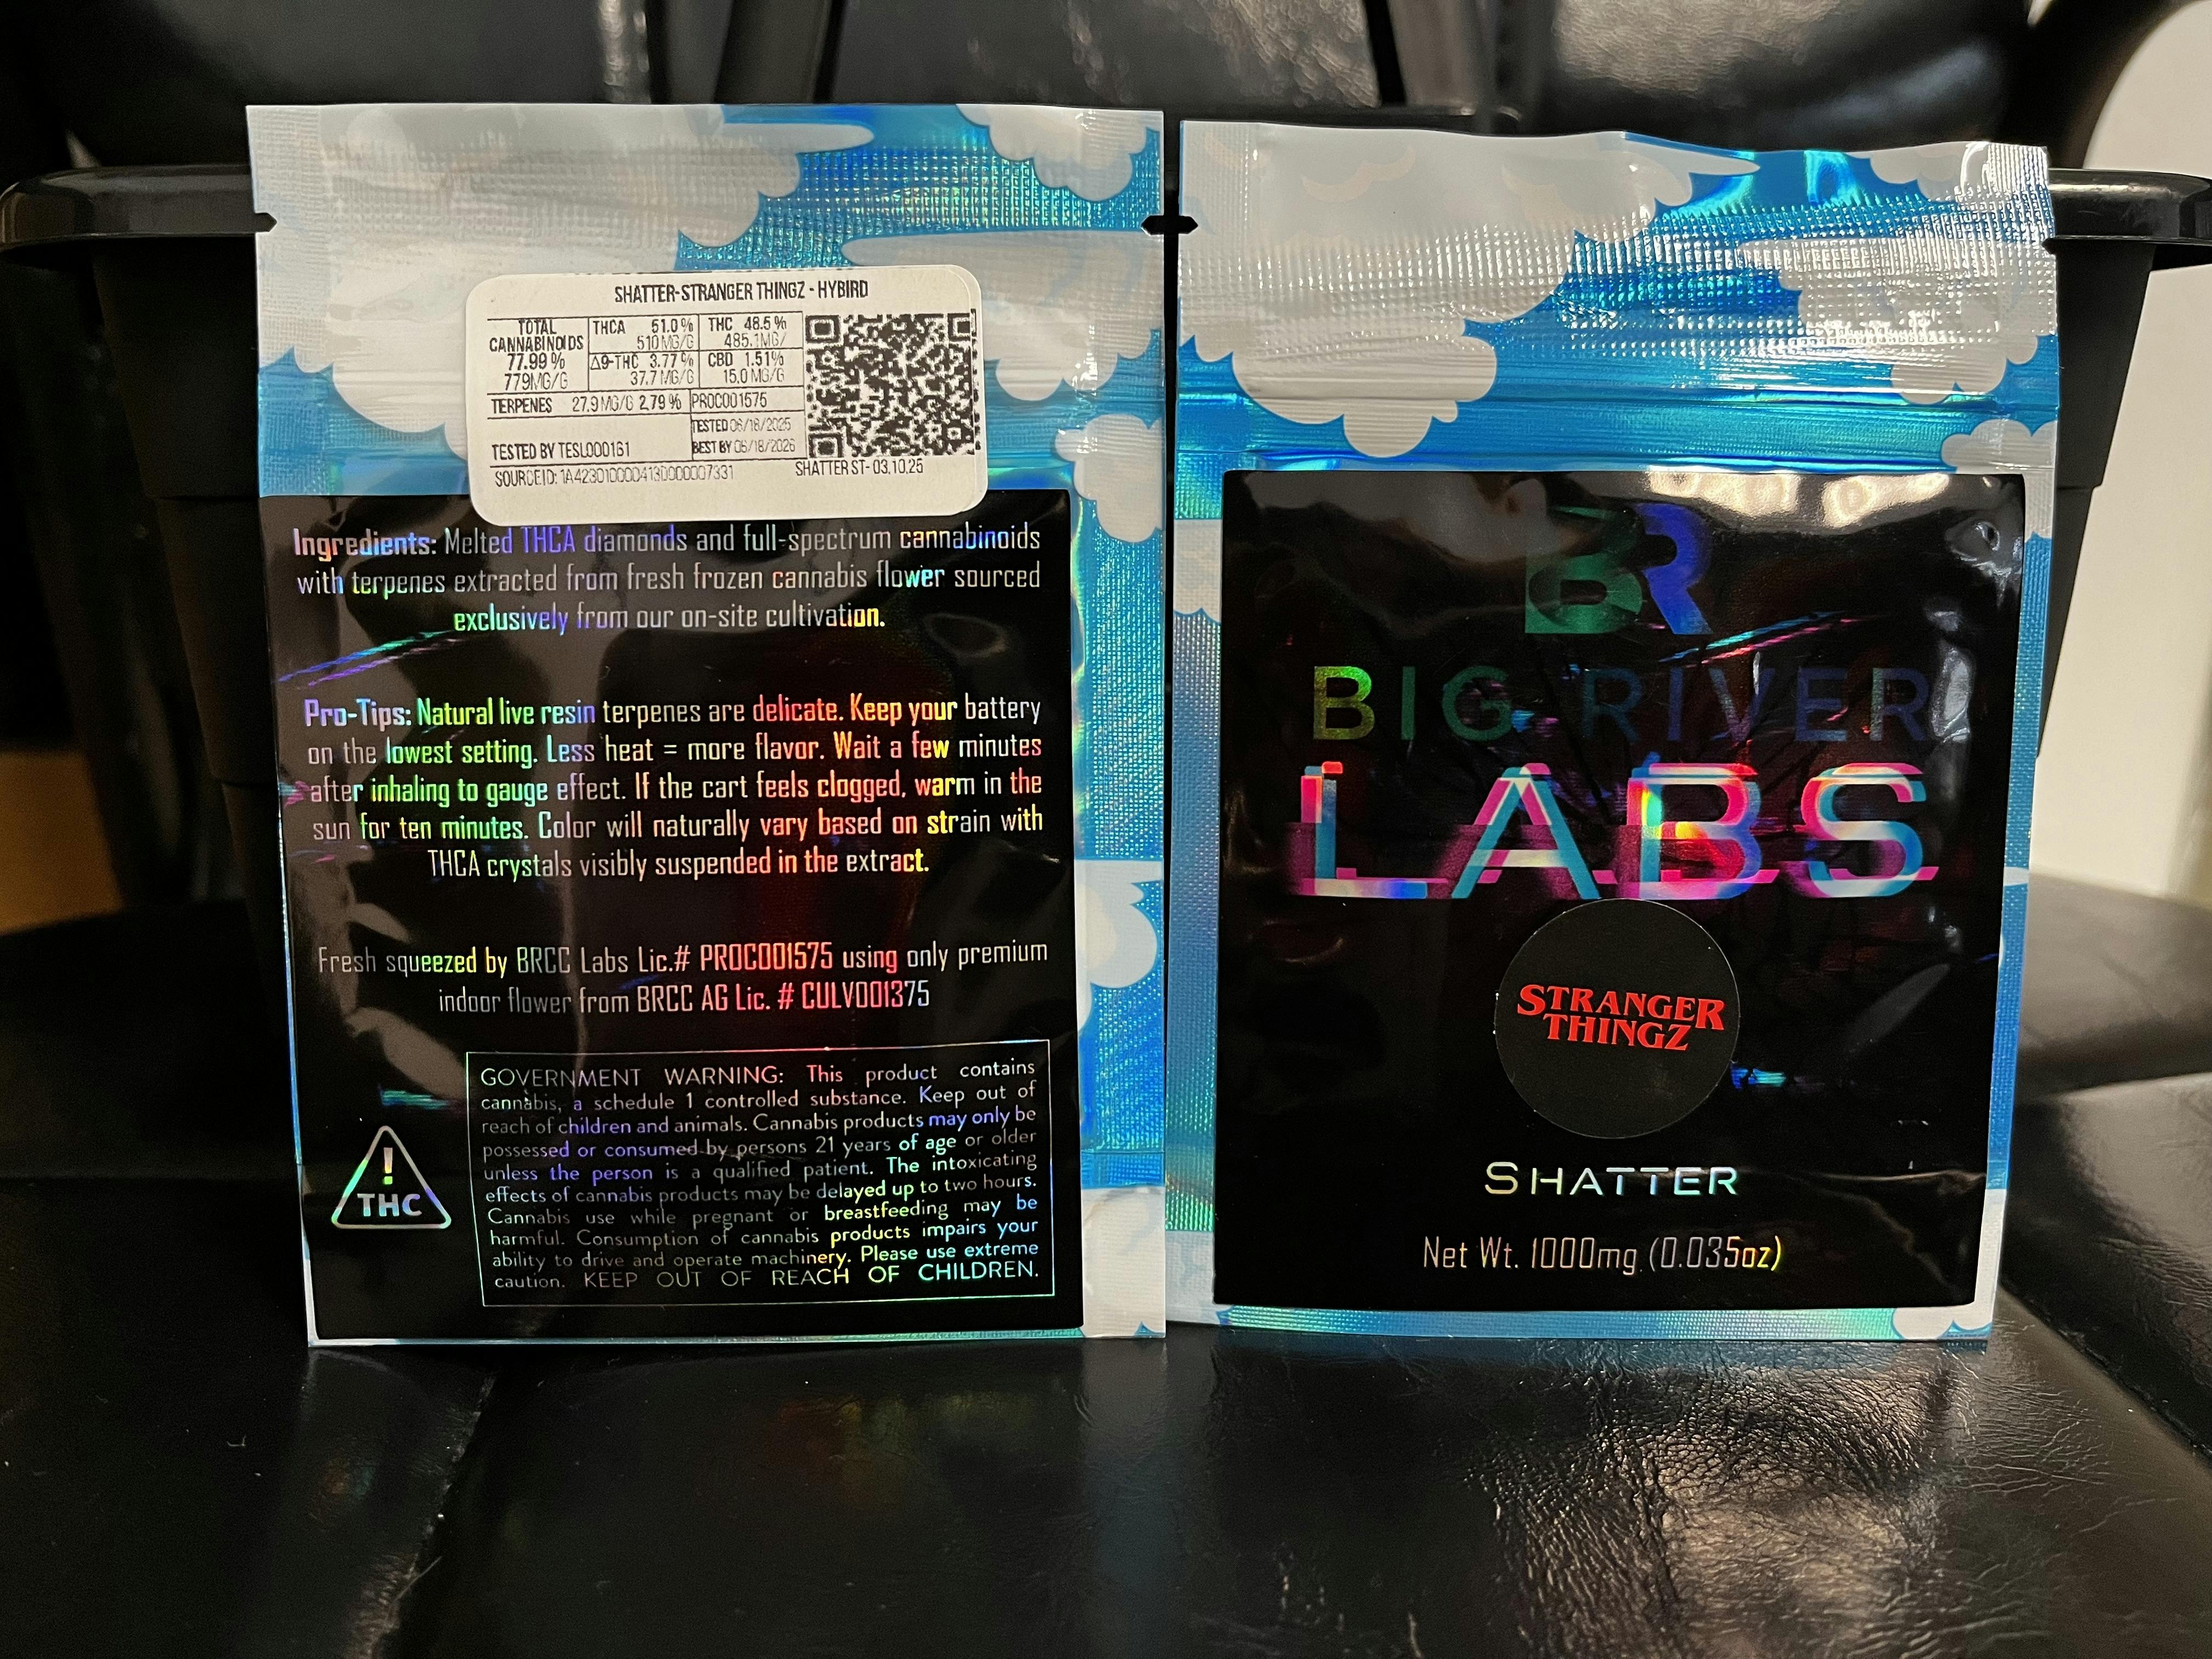 SHATTER-STRANGER THINGZ - HYBIRD
TOTAL CANNABINOIDS 77.99% 779MG/G
THCA 51.0% 510 MG/G
THC 48.5% 485.1MG/
Δ9-THC 3.77% 37.7 MG/G
CBD 1.51% 15.0 MG/G
TERPENES 27.9 MG/G 2.79%
PROC001575
TESTED BY TESL000161
TESTED 06/18/2025
BEST BY 06/18/2026
SOURCE ID:
SHATTER ST- 03.10.25
Ingredients: Melted THCA diamonds and full-spectrum cannabinoids
with terpenes extracted from fresh frozen cannabis flower sourced
exclusively from our on-site cultivation.
Pro-Tips: Natural live resin terpenes are delicate. Keep your battery
on the lowest setting. Less heat = more flavor. Wait a few minutes
after inhaling to gauge effect. If the cart feels clogged, warm in the
sun for ten minutes. Color will naturally vary based on strain with
THCA crystals visibly suspended in the extract.
Fresh squeezed by BRCC Labs Lic.# PROC001575 using only premium
indoor flower from BRCC AG Lic. # CULV001375
THC
GOVERNMENT WARNING: This product contains
cannabis, a schedule 1 controlled substance. Keep out of
reach of children and animals. Cannabis products may only be
possessed or consumed by persons 21 years of age or older
unless the person is a qualified patient. The intoxicating
effects of cannabis products may be delayed up to two hours.
Cannabis use while pregnant or breastfeeding may be
harmful. Consumption of cannabis products impairs your
ability to drive and operate machinery. Please use extreme
caution. KEEP OUT OF REACH OF CHILDREN.
BR
BIG RIVER
LABS
STRANGER
THINGZ
SHATTER
Net Wt. 1000mg (0.035oz)